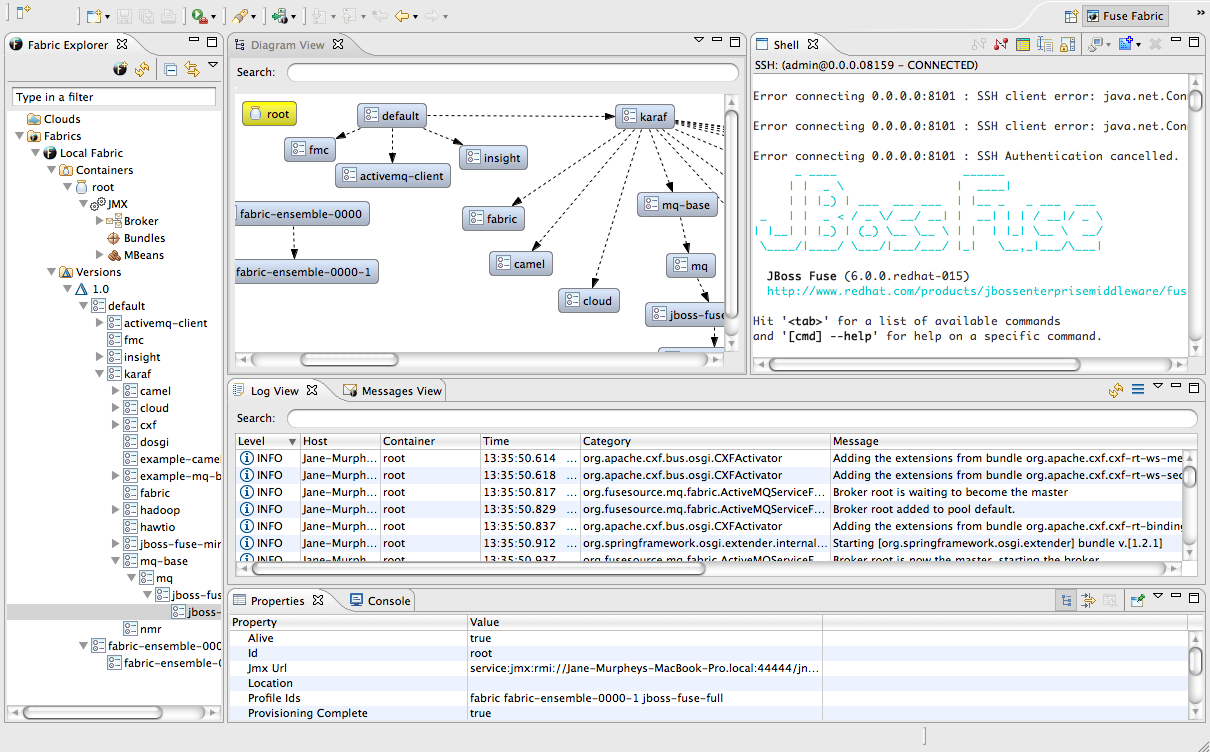 Fuse Fabric
Fabric Explorer
Type in a filter
Clouds
Fabrics
Local Fabric
Containers
root
JMX
Broker
Bundles
MBeans
Versions
1.0
default
activemq-client
fmc
insight
karaf
camel
cloud
cxf
dosgi
example-came
example-mq-b
fabric
hadoop
hawtio
jboss-fuse-mir
mq-base
mq
jboss-fus
jboss-
nmr
fabric-ensemble-000
fabric-ensemble-0
Diagram View
Search:
root
default
karaf
fmc
insight
activemq-client
mq-base
fabric-ensemble-0000
fabric
camel
mq
fabric-ensemble-0000-1
cloud
jboss-fuse
Shell
SSH: (admin@0.0.0.08159 - CONNECTED)
Error connecting 0.0.0.0:8101 : SSH client error: java.net.Con
Error connecting 0.0.0.0:8101 : SSH client error: java.net.Con
Error connecting 0.0.0.0:8101 : SSH Authentication cancelled.
JBoss Fuse
JBoss Fuse (6.0.0.redhat-015)
http://www.redhat.com/products/jbossenterprisemiddleware/fus
Hit '<tab>' for a list of available commands
and '[cmd] --help' for help on a specific command.
Log View Messages View
Search:
Level Host Container Time Category Message
INFO Jane-Murph... root 13:35:50.614 ... org.apache.cxf.bus.osgi.CXFActivator Adding the extensions from bundle org.apache.cxf.cxf-rt-ws-me
INFO Jane-Murph... root 13:35:50.618 ... org.apache.cxf.bus.osgi.CXFActivator Adding the extensions from bundle org.apache.cxf.cxf-rt-ws-sec
INFO Jane-Murph... root 13:35:50.817 ... org.fusesource.mq.fabric.ActiveMQServiceF... Broker root is waiting to become the master
INFO Jane-Murph... root 13:35:50.829 ... org.fusesource.mq.fabric.ActiveMQServiceF... Broker root added to pool default.
INFO Jane-Murph... root 13:35:50.837 ... org.apache.cxf.bus.osgi.CXFActivator Adding the extensions from bundle org.apache.cxf.cxf-rt-binding
INFO Jane-Murph... root 13:35:50.912 ... org.springframework.osgi.extender.internal... Starting [org.springframework.osgi.extender] bundle v.[1.2.1]
INFO Jane-Murph... root 13:35:50.937 ... org.fusesource.mq.fabric.ActiveMQServiceF... Broker root is now the master, starting the broker
Properties Console
Property Value
Alive true
Id root
Jmx Url service:jmx:rmi://Jane-Murpheys-MacBook-Pro.local:44444/jn...
Location
Profile Ids fabric fabric-ensemble-0000-1 jboss-fuse-full
Provisioning Complete true